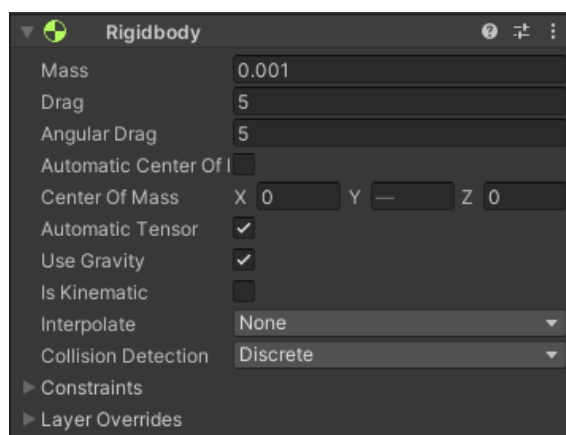 Rigidbody
Mass 0.001
Drag 5
Angular Drag 5
Automatic Center Of
Center Of Mass X 0 Y — Z 0
Automatic Tensor
Use Gravity
Is Kinematic
Interpolate None
Collision Detection Discrete
Constraints
Layer Overrides